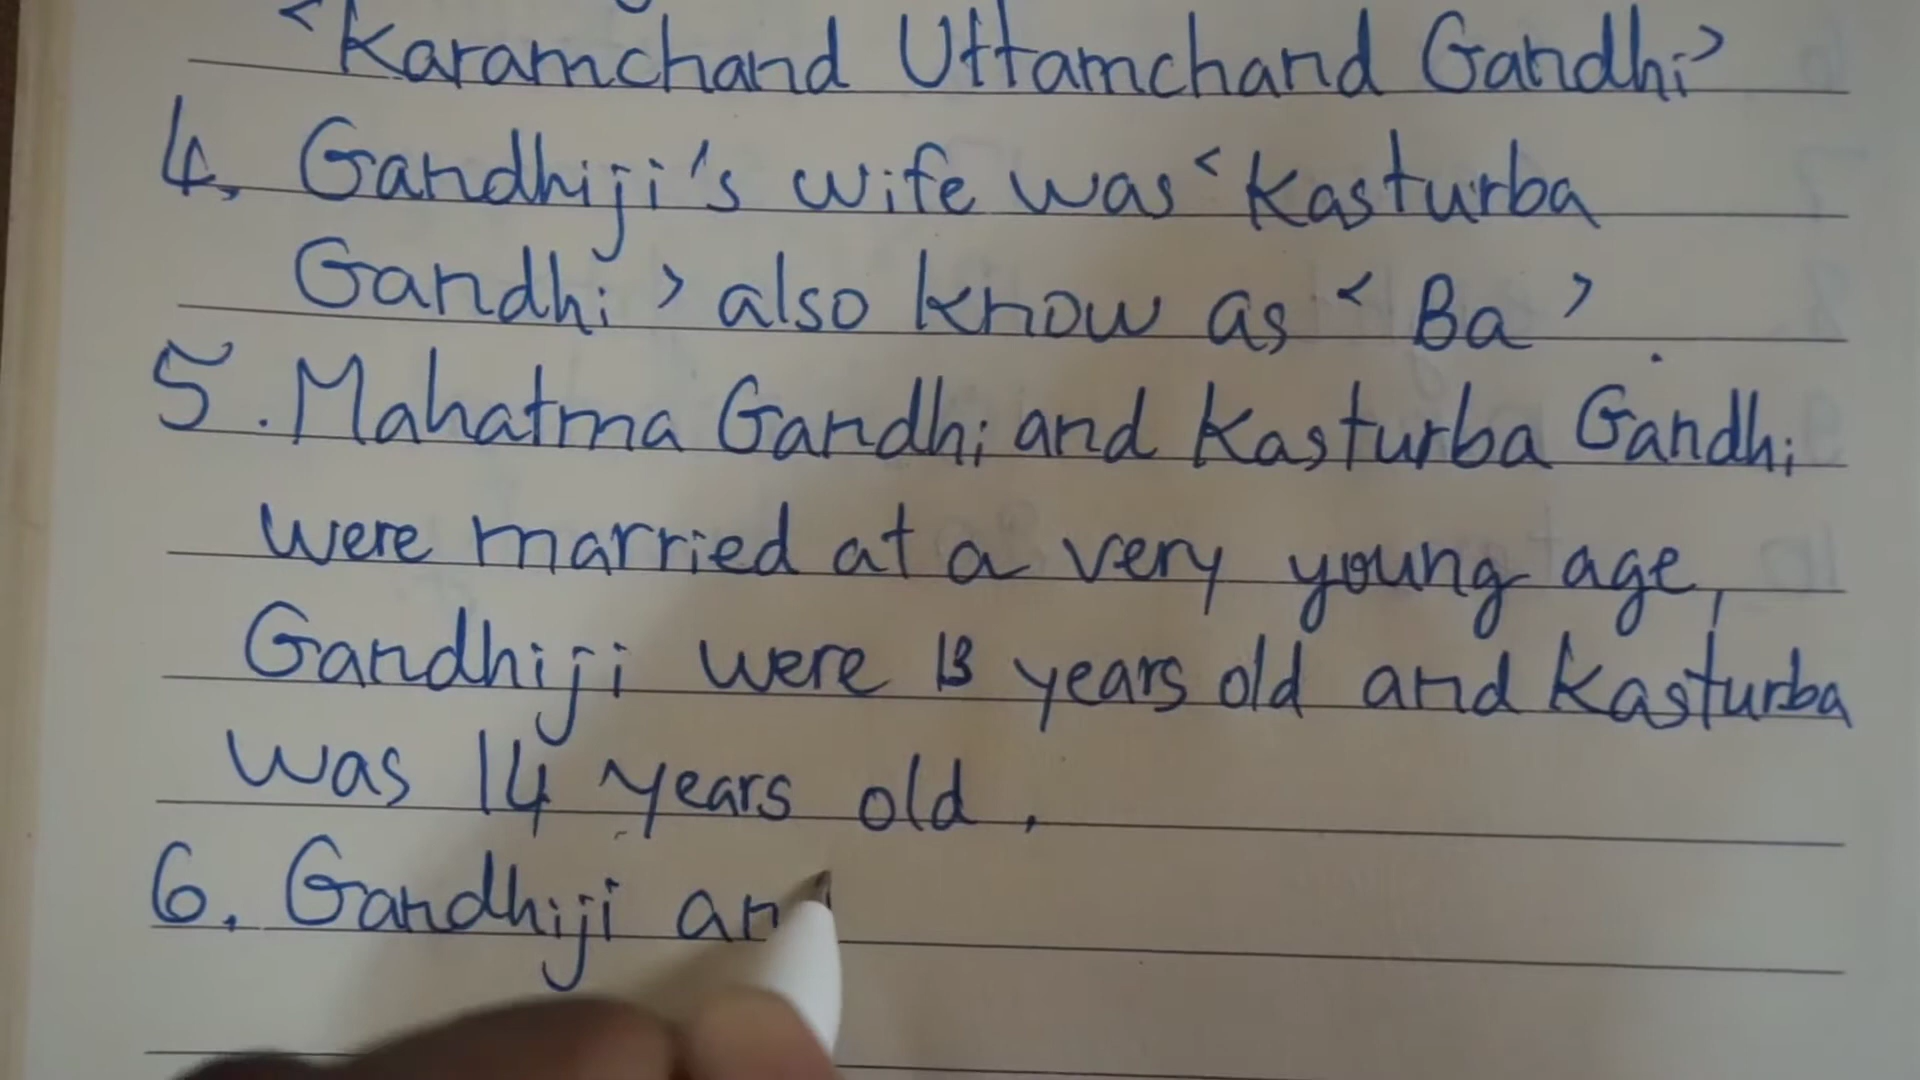 ‹Karamchand Uttamchand Gandhi›
4. Gandhiji's wife was ‹Kasturba
Gandhi› also know as ‹Ba›
5. Mahatma Gandhi and Kasturba Gandhi
were married at a very young age,
Gandhiji were 13 years old and Kasturba
was 14 years old.
6. Gandhiji an